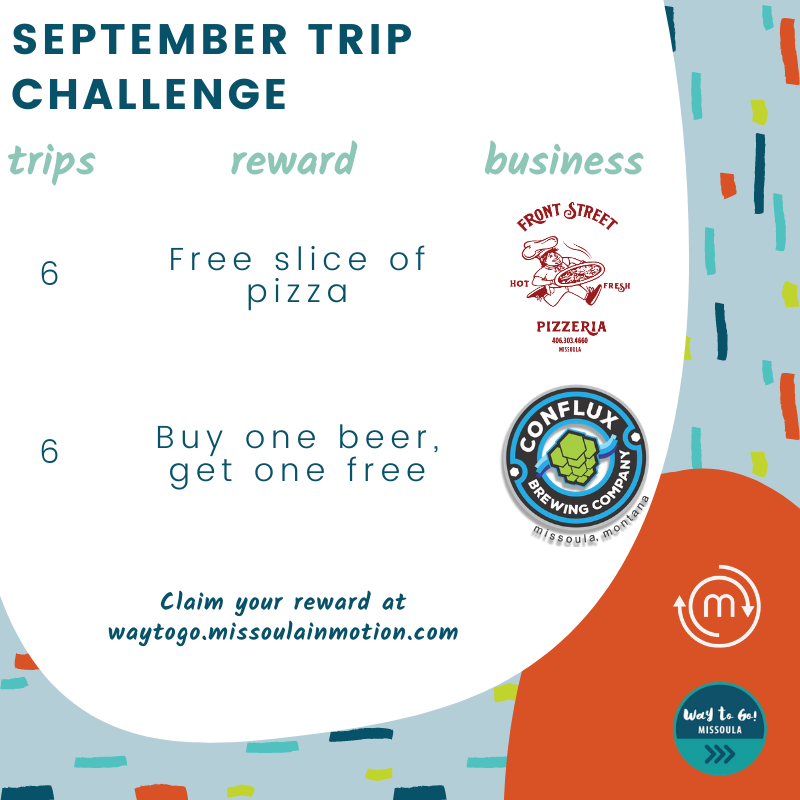 SEPTEMBER TRIP
CHALLENGE
trips
reward
business
6
Free slice of
pizza
FRONT STREET
HOT
FRESH
PIZZERIA
406.303.4660
MISSOULA
6
Buy one beer,
get one free
CONFLUX
BREWING COMPANY
missoula, montana
Claim your reward at
waytogo.missoulainmotion.com
m
Way to Go!
MISSOULA